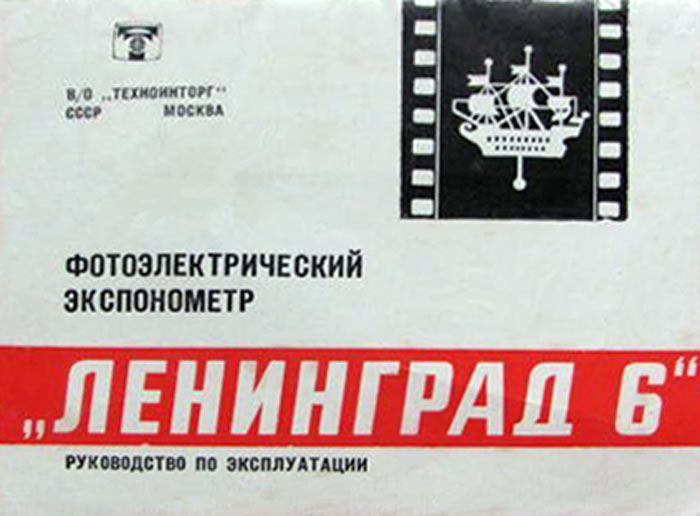 В/О „ТЕХНОИНТОРГ“
СССР МОСКВА
ФОТОЭЛЕКТРИЧЕСКИЙ
ЭКСПОНОМЕТР
„ЛЕНИНГРАД 6“
РУКОВОДСТВО ПО ЭКСПЛУАТАЦИИ